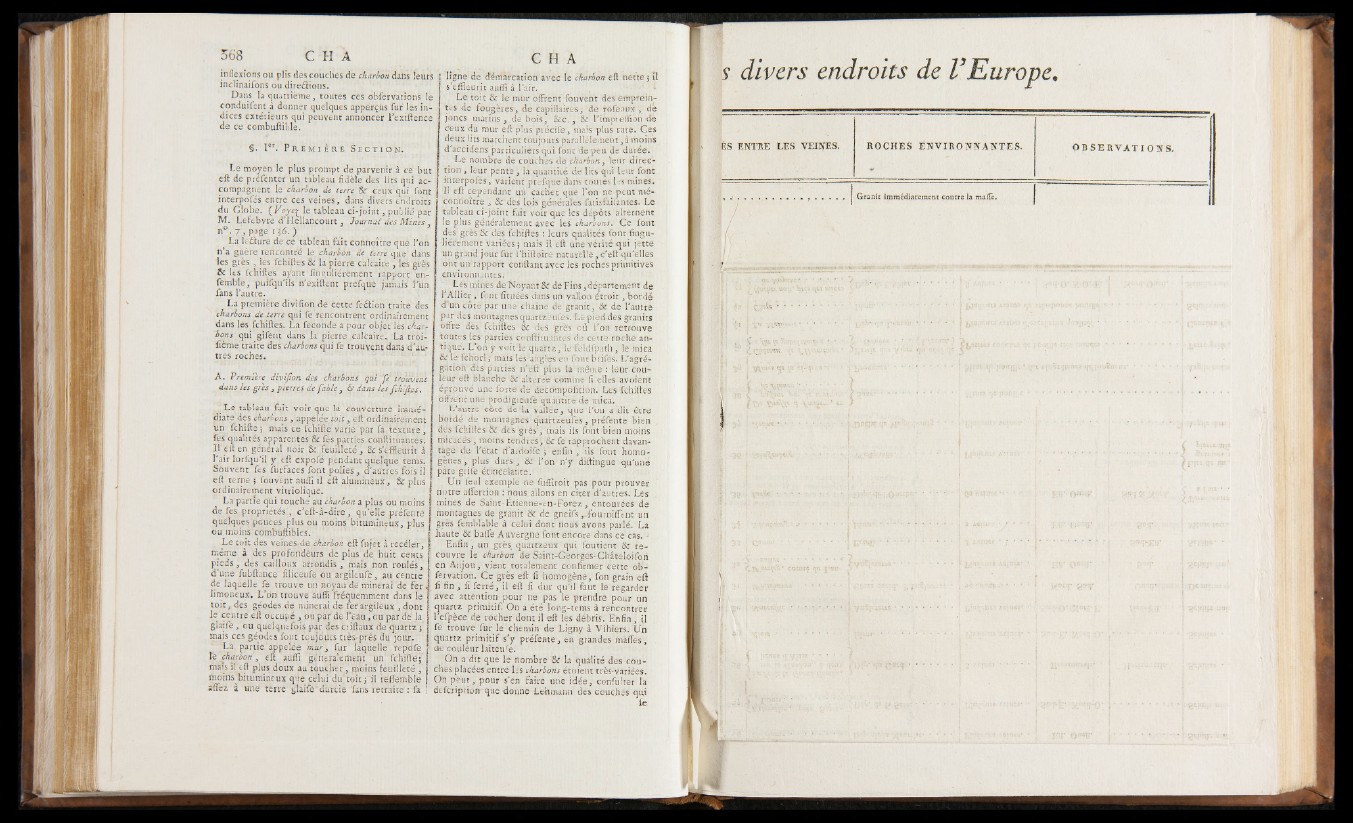 368 C H A
inflexions ou plis des couches de charbon dans leurs
inclinaisons ou directions.
Dans la quatrième, toutes ces observations le
conduisent à donner quelques apperçus sur les in-
dices extérieurs qui peuvent annoncer l'existence
de ce combustible.
§. Ier. PREMIÈRE SECTION.
Le moyen le plus prompt de parvenir à ce but
est de présenter un tableau fidèle des lits qui ac-
compagnent le charbon de terre & ceux qui sont
interposés entre ces veines, dans divers endroits
du Globe. (Voyez le tableau ci-joint, publié par
M. Lefebvre d'Hellancourt, Journal des Mines,
n°. 7, page 136.)
La lecture de ce tableau fait connoître que l'on
n'a guère rencontré le charbon de terre que dans
les grès, les schistes & la pierre calcaire, les grès
& les schistes ayant singulièrement rapport en-
semble, puisqu'ils n'existent presque jamais l'un
sans l'autre.
La première division de cette section traite des
charbons de terre qui se rencontrent ordinairement
dans les schistes. La seconde a pour objet les char-
bons qui gisent dans la pierre calcaire. La troi-
sième traite des charbons qui se trouvent dans d'au-
tres roches.
A. Première division des charbons qui se trouvent
dans les grès, pierres de sable, & dans les schistes.
Le tableau fait voir que la couverture immé-
diate des charbons, appelée toit, est ordinairement
un schiste; mais ce schiste varie par sa texture,
ses qualités apparentes & ses parties constituantes.
Il est en général noir & feuilleté, & s'effleurit à
l'air lorsqu'il y est exposé pendant quelque tems.
Souvent ses surfaces sont polies, d'autres fois il
est terne; souvent aussi il est alumineux, & plus
ordinairement vitriolique.
La partie qui touche au charbon a plus ou moins
de ses propriétés, c'est-à-dire, qu'elle présente
quelques pouces plus ou moins bitumineux, plus
ou moins combustibles.
Le toit des veines de charbon est sujet à recéler,
même à des profondeurs de plus de huit cents
pieds, des cailloux arrondis, mais non roulés,
d'une substance siliceuse ou argileuse, au centre
de laquelle se trouve un noyau de minerai de fer
limoneux. L'on trouve aussi fréquemment dans le
toit, des géodes de minerai de fer argileux, dont
le centre est occupé, ou par de l'eau, ou par de la
glaise, ou quelquefois par des cristaux de quartz;
mais ces géodes sont toujours très-près du jour.
La partie appelée mur, sur laquelle repose
le charbon, est aussi généralement un schiste;
mais il est plus doux au toucher, moins feuilleté,
moins bitumineux que celui du toit; il ressemble
assez à une terre glaise durcie sans retraite: sa
C H A
ligne de démarcation avec le charbon est nette; il
s'effleurit aussi à l'air.
Le toit & le mur offrent souvent des emprein-
tes de fougères, de capillaires, de roseaux, de
joncs marins, de bois, &c., & l'impression de
ceux du mur est plus précise, mais plus rare. Ces
deux lits marchent toujours parallèlement, à moins
d'accidens particuliers qui sont de peu de durée.
Le nombre de couches de charbon, leur direc-
tion, leur pente, la quantité de lits qui leur sont
interposés, varient presque dans toutes les mines.
Il est cependant un cachet que l'on ne peut mé-
connoître, & des lois générales satisfaisantes. Le
tableau ci-joint fait voir que les dépôts alternent
le plus généralement avec les charbons. Ce sont
des grès & des schistes: leurs qualités sont singu-
lièrement variées; mais il est une vérité qui jette
un grand jour sur l'histoire naturelle, c'est qu'elles
ont un rapport constant avec les roches primitives
environnantes.
Les mines de Noyant & de Fins, département de
l'Allier, sont situées dans un vallon étroit, bordé
d'un côté par une chaîne de granit, & de l'autre
par des montagnes quartzeuses. Le pied des granits
offre des schistes & des grès où l'on retrouve
toutes les parties constituantes de cette roche an-
tique. L'on y voit le quartz, le feldspath, le mica
& le schorl; mais les angles en sont brisés. L'agré-
gation des parties n'est plus la même: leur cou-
leur est blanche & altérée comme si elles avoient
éprouvé une sorte de décomposition. Les schistes
offrent une prodigieuse quantité de mica.
L'autre côté de la vallée, que l'on a dit être
bordé de montagnes quartzeuses, présente bien
des schistes & des grès, mais ils sont bien moins
micacés, moins tendres, & se rapprochent davan-
tage de l'état d'ardoise; enfin, ils sont homo-
gènes, plus durs, & l'on n'y distingue qu'une
pâte grise étincelante.
Un seul exemple ne suffiroit pas pour prouver
notre assertion: nous allons en citer d'autres. Les
mines de Saint-Etienne-en-Forez, entourées de
montagnes de granit & de gneiss, fournissent un
grès semblable à celui dont nous avons parlé. La
haute & basse Auvergne sont encore dans ce cas.
Enfin, un grès quartzeux qui soutient & re-
couvre le charbon de Saint-Georges-Châteloison
en Anjou, vient totalement confirmer cette ob-
servation. Ce grès est si homogène, son grain est
si fin, si serré, il est si dur qu'il faut le regarder
avec attention pour ne pas le prendre pour un
quartz primitif. On a été long-tems à rencontrer
l'espèce de rocher dont il est les débris. Enfin, il
se trouve sur le chemin de Ligny à Vihiers. Un
quartz primitif s'y présente, en grandes masses,
de couleur laiteuse.
On a dit que le nombre & la qualité des cou-
ches placées entre les charbons étoient très-variées.
On peut, pour s'en faire une idée, consulter la
description que donne Lehmann des couches qui
le
s divers endroits de l'Europe.
ES ENTRE LES VEINES.
ROCHES ENVIRONNANTES.
OBSERVATIONS.
Granit immédiatement contre la masse.